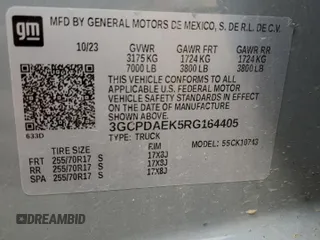 gm
MFD BY GENERAL MOTORS DE MEXICO, S. DE R.L. DE C.V.
10/23 GVWR GAWR FRT GAWR RR
3175 KG 1724 KG 1724 KG
7000 LB 3800 LB 3800 LB
THIS VEHICLE CONFORMS TO ALL
APPLICABLE U.S. FEDERAL MOTOR
VEHICLE SAFETY STANDARDS IN EFFECT
ON THE DATE OF MANUFACTURE
SHOWN ABOVE.
3GCPDAEK5RG164405
633D TYPE: TRUCK
TIRE SIZE RIM MODEL:
FRT 255/70R17 S 17X8J
RR 255/70R17 S 17X8J
SPA 255/70R17 S 17X8J
DREAMBID